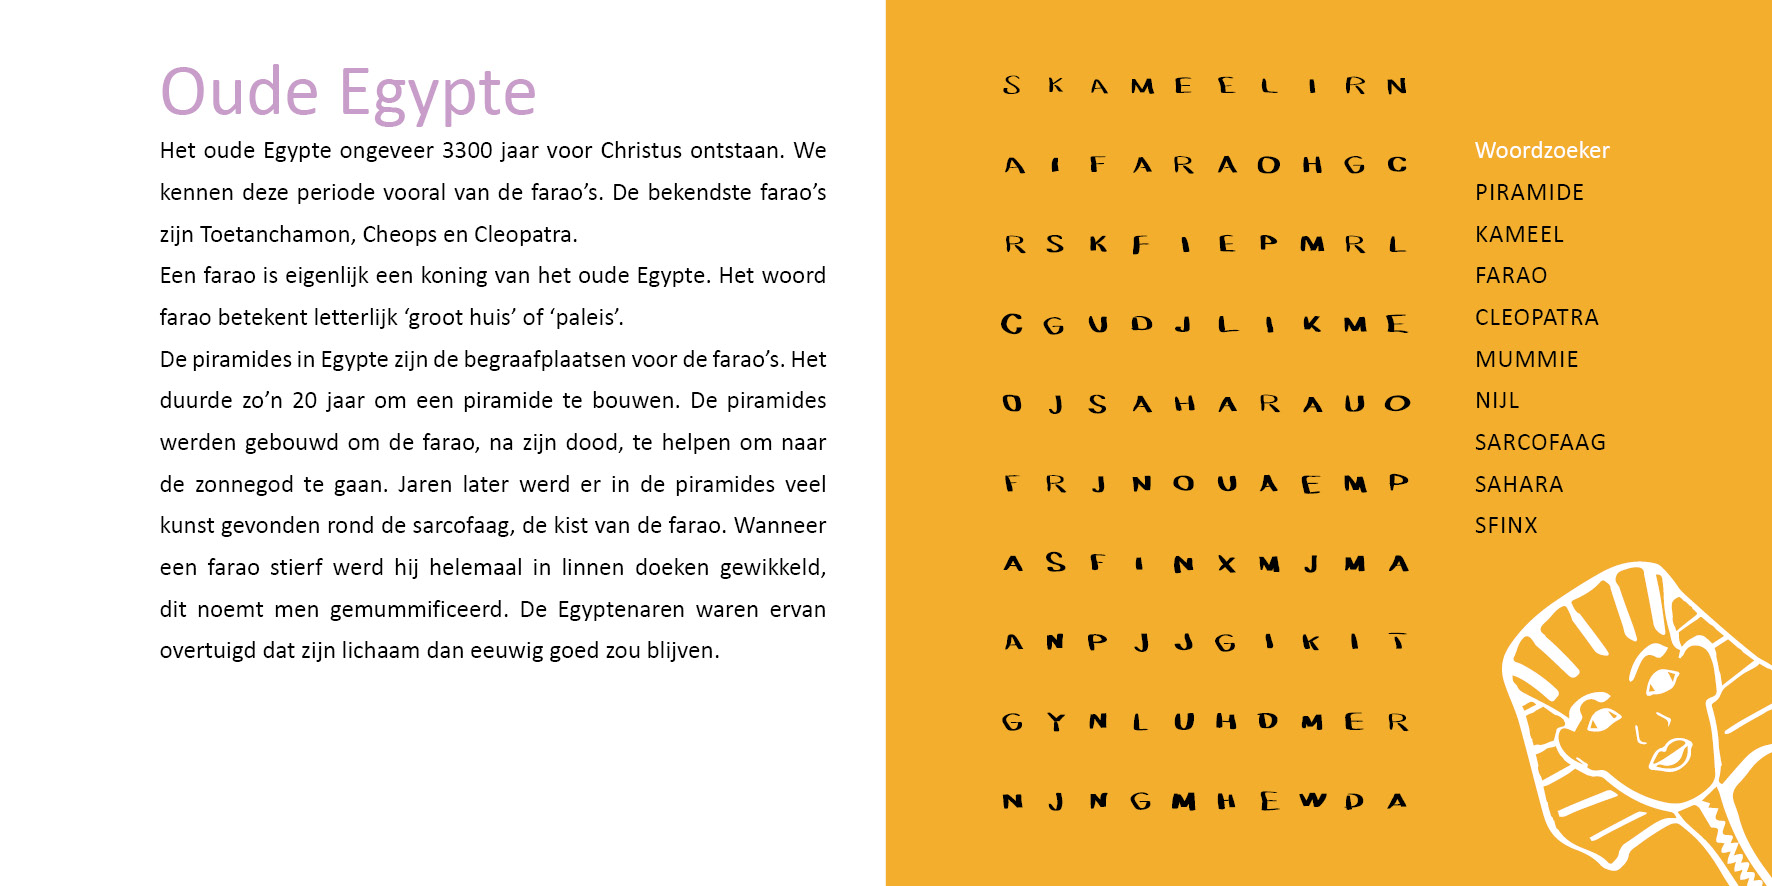 Oude Egypte
Het oude Egypte ongeveer 3300 jaar voor Christus ontstaan. We
kennen deze periode vooral van de farao’s. De bekendste farao’s
zijn Toetanchamon, Cheops en Cleopatra.
Een farao is eigenlijk een koning van het oude Egypte. Het woord
farao betekent letterlijk ‘groot huis’ of ‘paleis’.
De piramides in Egypte zijn de begraafplaatsen voor de farao’s. Het
duurde zo’n 20 jaar om een piramide te bouwen. De piramides
werden gebouwd om de farao, na zijn dood, te helpen om naar
de zonnegod te gaan. Jaren later werd er in de piramides veel
kunst gevonden rond de sarcofaag, de kist van de farao. Wanneer
een farao stierf werd hij helemaal in linnen doeken gewikkeld,
dit noemt men gemummificeerd. De Egyptenaren waren ervan
overtuigd dat zijn lichaam dan eeuwig goed zou blijven.
S K A M E E L I R N
A I F A R A O H G C
R S K F I E P M R L
C G U D J L I K M E
O J S A H A R A U O
F R J N O U A E M P
A S F I N X M J M A
A N P J J G I K I T
G Y N L U H D M E R
N J N G M H E W D A
Woordzoeker
PIRAMIDE
KAMEEL
FARAO
CLEOPATRA
MUMMIE
NIJL
SARCOFAAG
SAHARA
SFINX